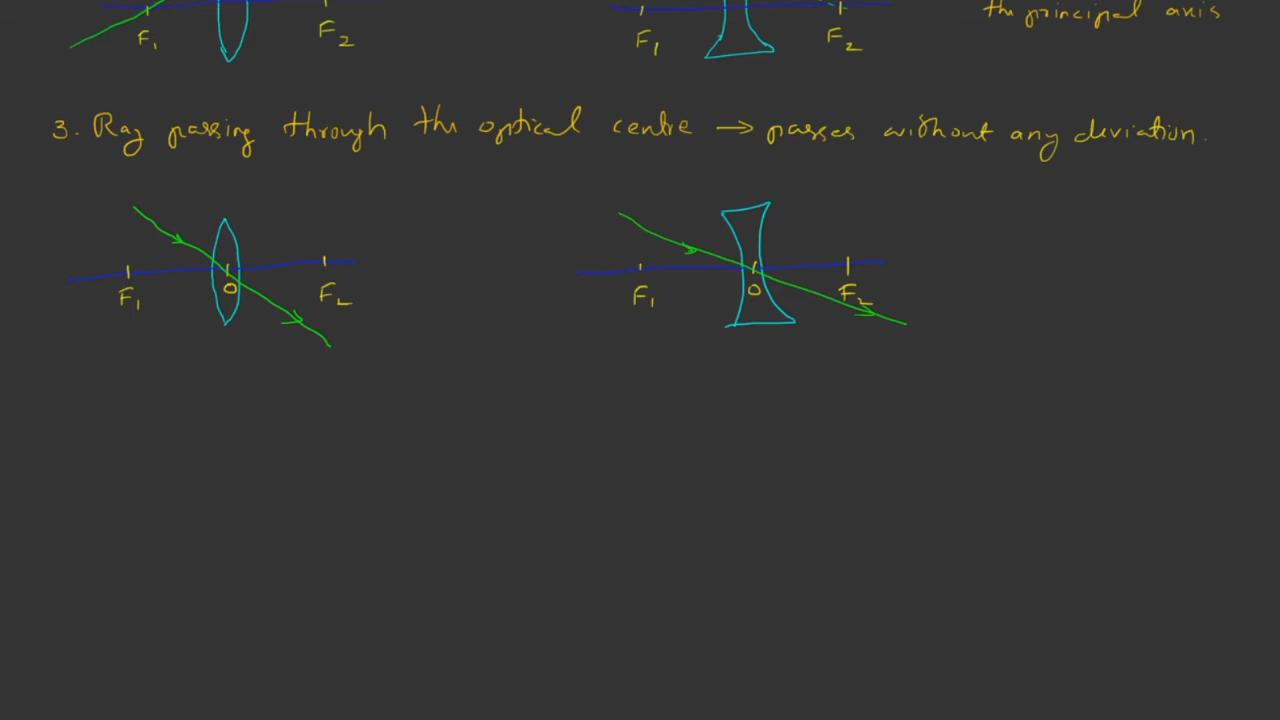 the principal axis
F1 F2 F1 F2
3. Ray passing through the optical centre → passes without any deviation.
F1 O F2 F1 O F2